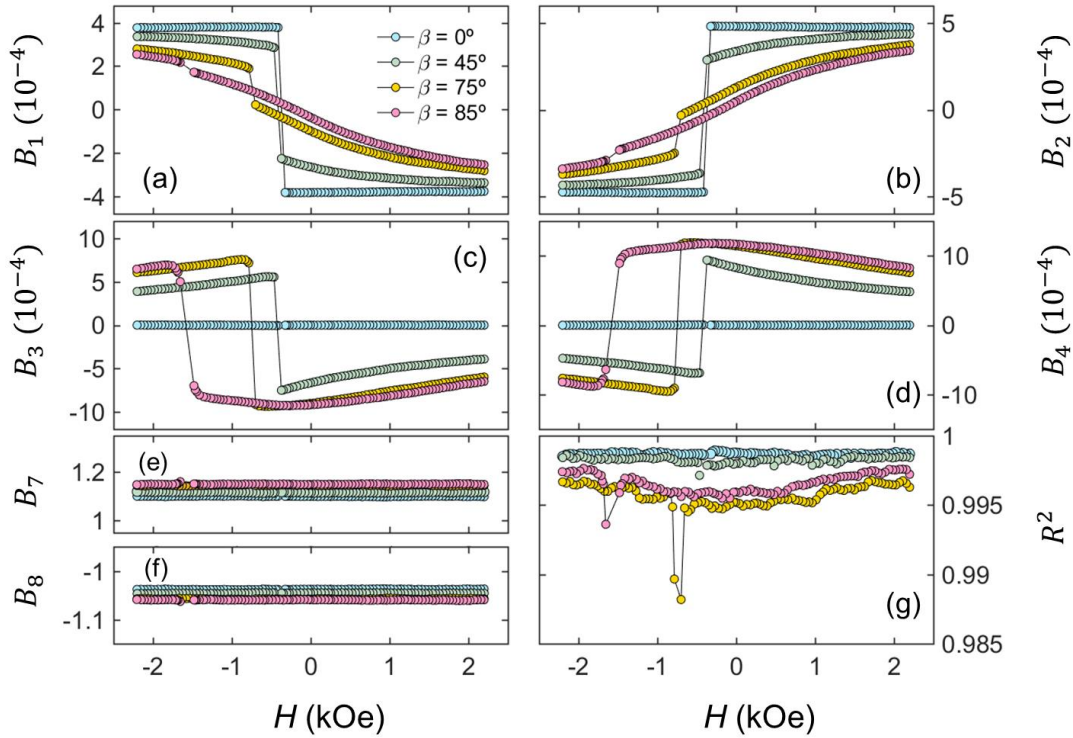 4
2
0
-2
-4
B₁ (10⁻⁴)
β = 0º
β = 45º
β = 75º
β = 85º
(a)
5
0
-5
B₂ (10⁻⁴)
(b)
10
5
0
-5
-10
B₃ (10⁻⁴)
(c)
10
0
-10
B₄ (10⁻⁴)
(d)
1.2
1
B₇
(e)
-1
-1.1
B₈
(f)
1
0.995
0.99
0.985
R²
(g)
-2 -1 0 1 2
H (kOe)
-2 -1 0 1 2
H (kOe)